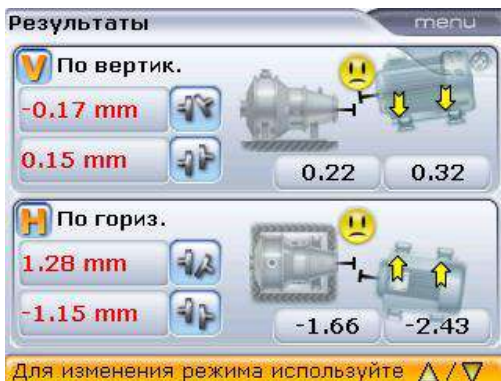 Результаты menu
V По вертик.
-0.17 mm
0.15 mm
0.22 0.32
H По гориз.
1.28 mm
-1.15 mm
-1.66 -2.43
Для изменения режима используйте /